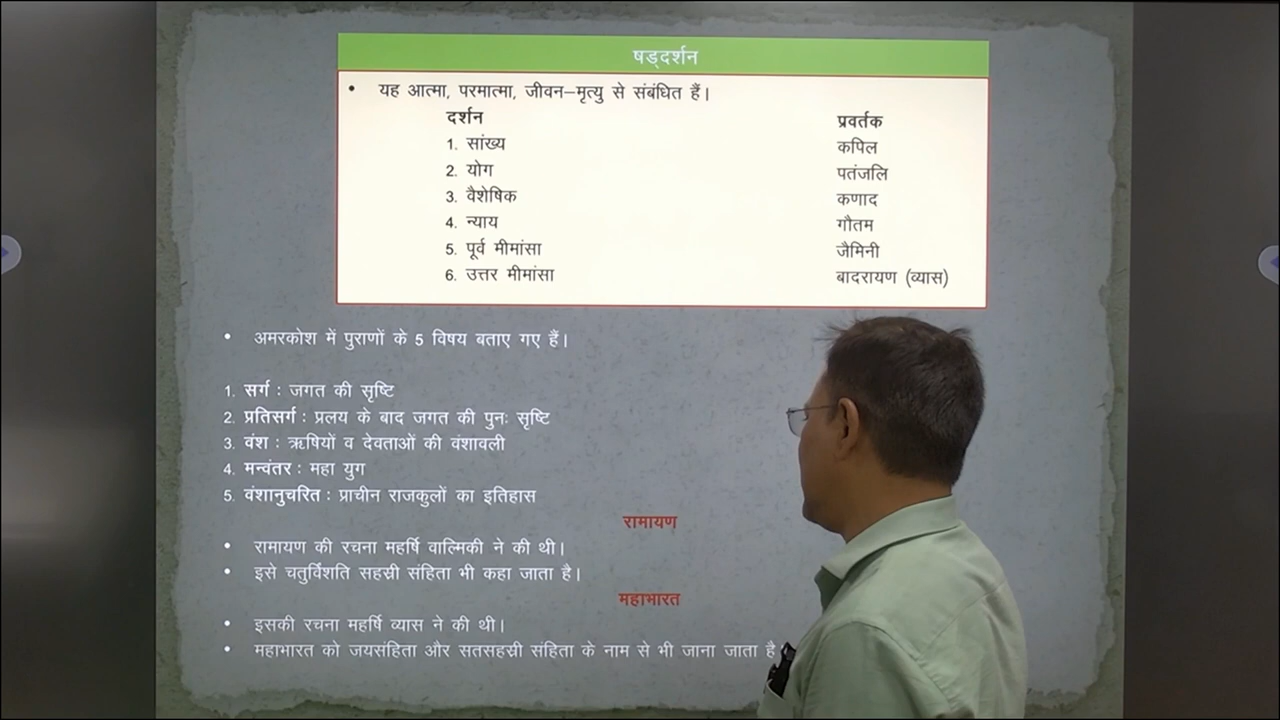 षड्दर्शन
• यह आत्मा, परमात्मा, जीवन–मृत्यु से संबंधित हैं।
दर्शन प्रवर्तक
1. सांख्य कपिल
2. योग पतंजलि
3. वैशेषिक कणाद
4. न्याय गौतम
5. पूर्व मीमांसा जैमिनी
6. उत्तर मीमांसा बादरायण (व्यास)
• अमरकोश में पुराणों के 5 विषय बताए गए हैं।
1. सर्ग : जगत की सृष्टि
2. प्रतिसर्ग : प्रलय के बाद जगत की पुनः सृष्टि
3. वंश : ऋषियों व देवताओं की वंशावली
4. मन्वंतर : महा युग
5. वंशानुचरित : प्राचीन राजकुलों का इतिहास
रामायण
• रामायण की रचना महर्षि वाल्मिकी ने की थी।
• इसे चतुर्विंशति सहस्री संहिता भी कहा जाता है।
महाभारत
• इसकी रचना महर्षि व्यास ने की थी।
• महाभारत को जयसंहिता और सतसहस्री संहिता के नाम से भी जाना जाता है